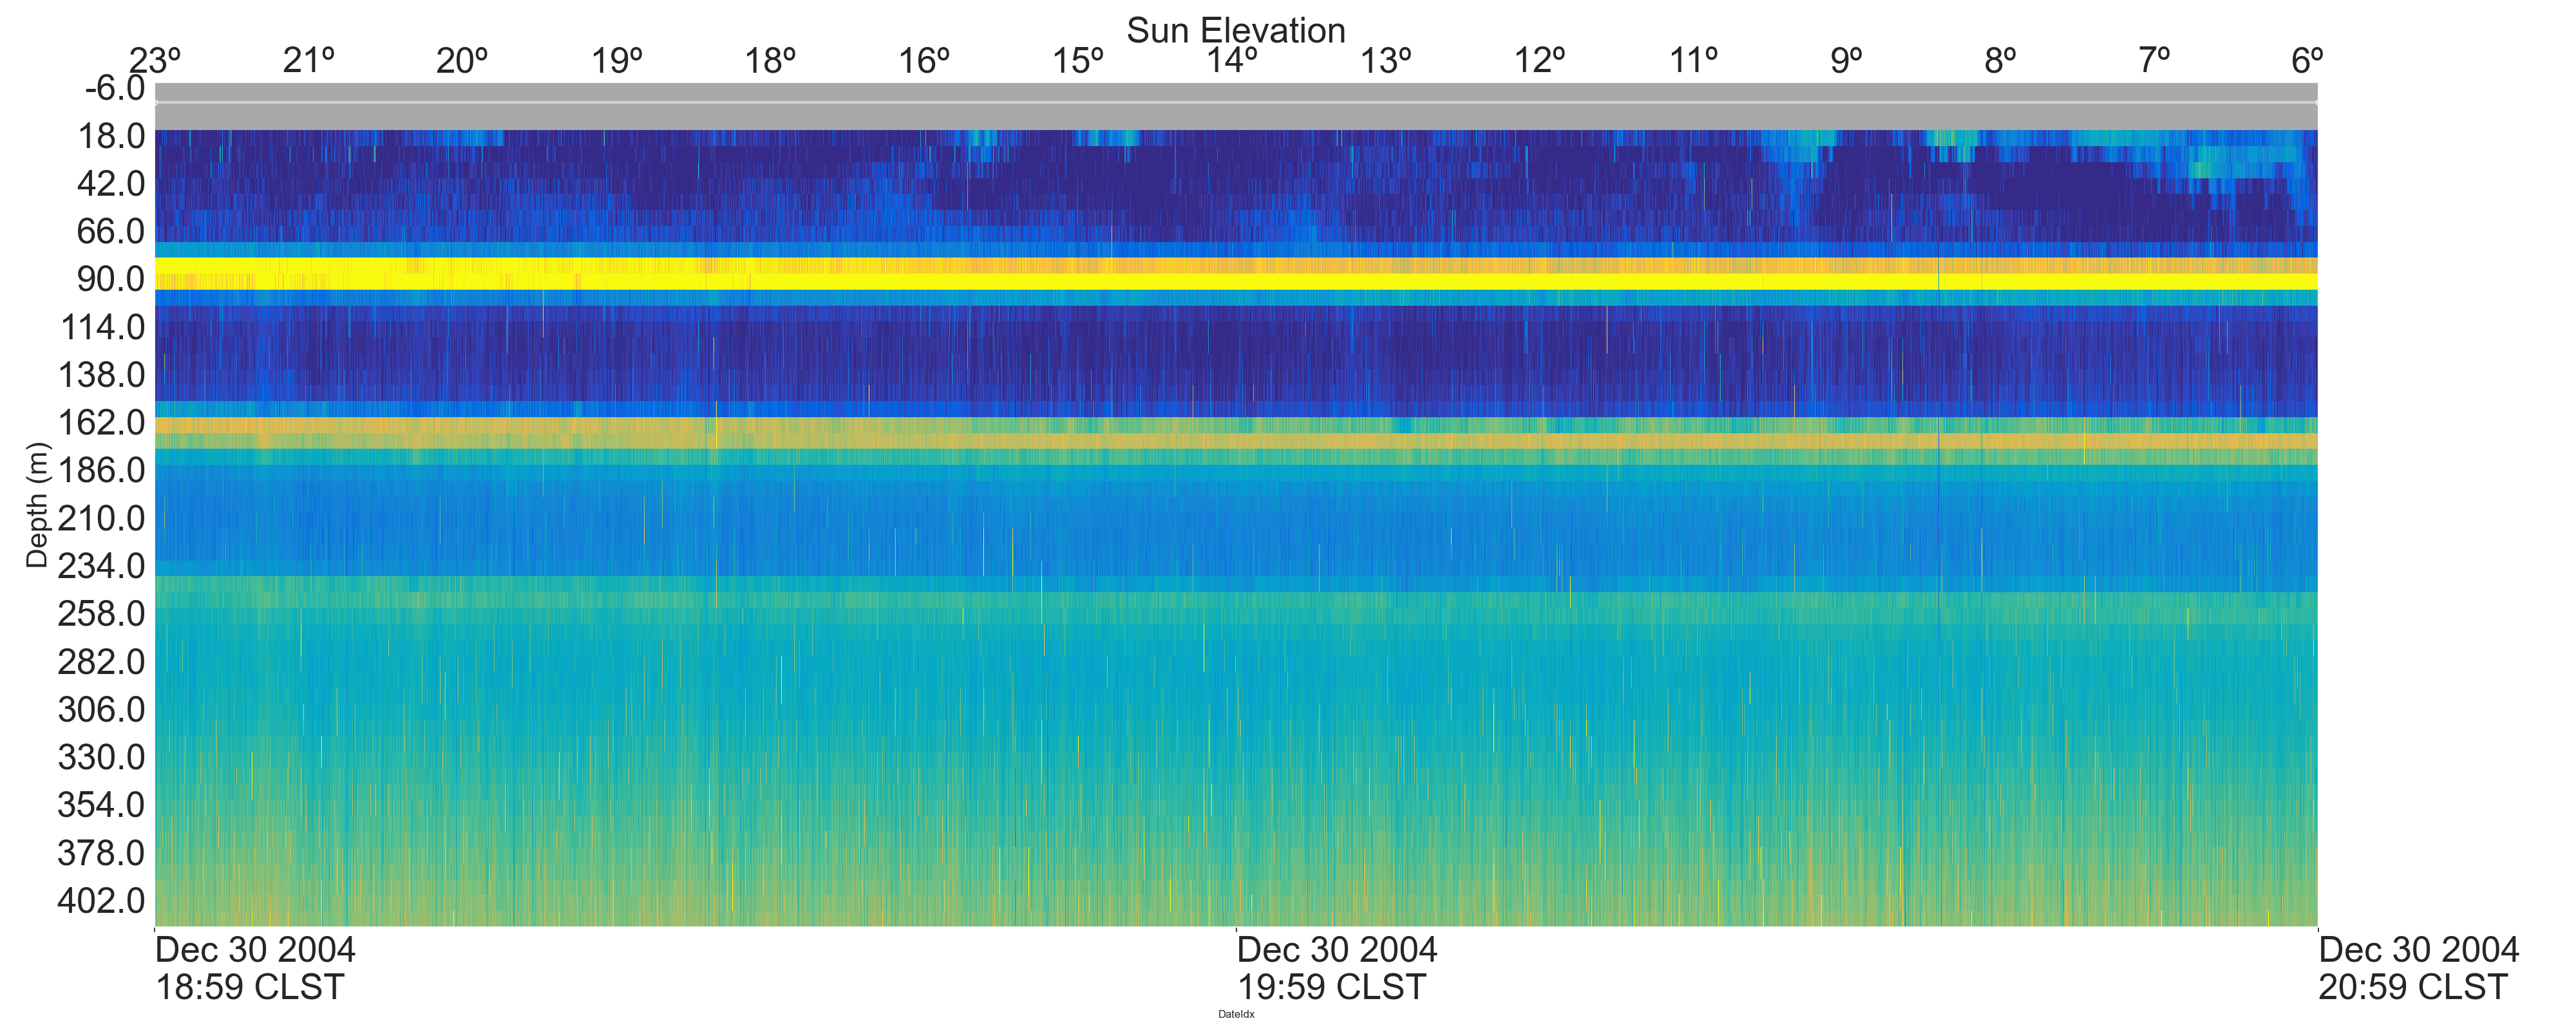 Sun Elevation
23º 21º 20º 19º 18º 16º 15º 14º 13º 12º 11º 9º 8º 7º 6º
-6.0
18.0
42.0
66.0
90.0
114.0
138.0
162.0
186.0
210.0
234.0
258.0
282.0
306.0
330.0
354.0
378.0
402.0
Depth (m)
Dec 30 2004
18:59 CLST
Dec 30 2004
19:59 CLST
Dec 30 2004
20:59 CLST
DateIdx